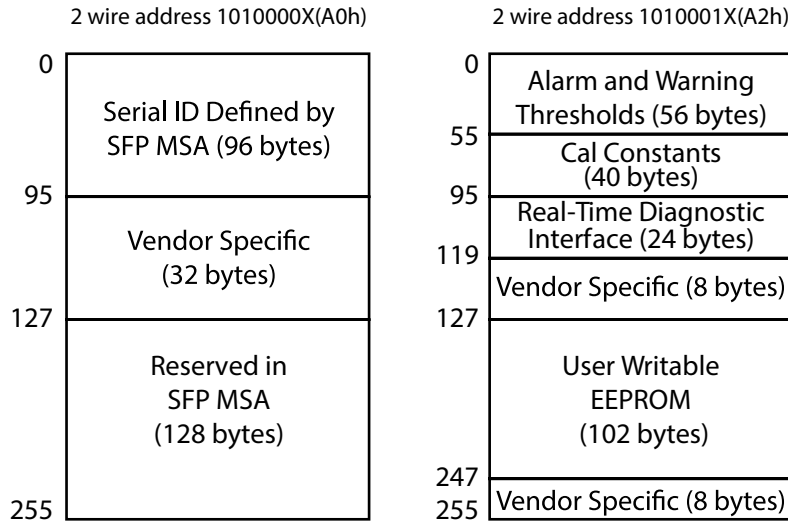 2 wire address 1010000X(A0h)
0
Serial ID Defined by
SFP MSA (96 bytes)
95
Vendor Specific
(32 bytes)
127
Reserved in
SFP MSA
(128 bytes)
255
2 wire address 1010001X(A2h)
0
Alarm and Warning
Thresholds (56 bytes)
55
Cal Constants
(40 bytes)
95
Real-Time Diagnostic
Interface (24 bytes)
119
Vendor Specific (8 bytes)
127
User Writable
EEPROM
(102 bytes)
247
Vendor Specific (8 bytes)
255